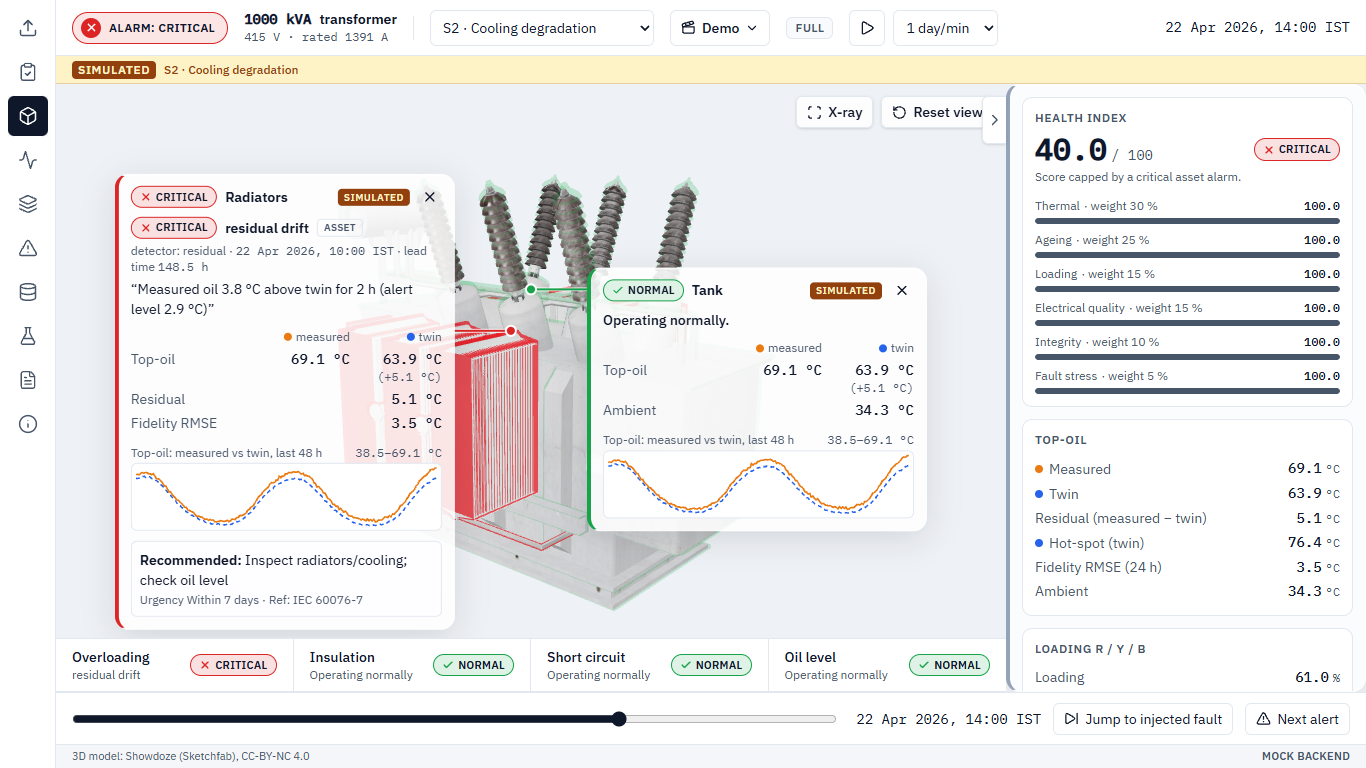 ALARM: CRITICAL
1000 kVA transformer
415 V · rated 1391 A
S2 · Cooling degradation
Demo
FULL
1 day/min
22 Apr 2026, 14:00 IST
SIMULATED S2 · Cooling degradation
X-ray
Reset view
CRITICAL Radiators SIMULATED
CRITICAL residual drift ASSET
detector: residual · 22 Apr 2026, 10:00 IST · lead
time 148.5 h
“Measured oil 3.8 °C above twin for 2 h (alert
level 2.9 °C)”
measured twin
Top-oil 69.1 °C 63.9 °C
(+5.1 °C)
Residual 5.1 °C
Fidelity RMSE 3.5 °C
Top-oil: measured vs twin, last 48 h 38.5–69.1 °C
Recommended: Inspect radiators/cooling;
check oil level
Urgency Within 7 days · Ref: IEC 60076-7
NORMAL Tank SIMULATED
Operating normally.
measured twin
Top-oil 69.1 °C 63.9 °C
(+5.1 °C)
Ambient 34.3 °C
Top-oil: measured vs twin, last 48 h 38.5–69.1 °C
HEALTH INDEX
40.0 / 100 CRITICAL
Score capped by a critical asset alarm.
Thermal · weight 30 % 100.0
Ageing · weight 25 % 100.0
Loading · weight 15 % 100.0
Electrical quality · weight 15 % 100.0
Integrity · weight 10 % 100.0
Fault stress · weight 5 % 100.0
TOP-OIL
Measured 69.1 °C
Twin 63.9 °C
Residual (measured − twin) 5.1 °C
Hot-spot (twin) 76.4 °C
Fidelity RMSE (24 h) 3.5 °C
Ambient 34.3 °C
LOADING R / Y / B
Loading 61.0 %
Overloading CRITICAL
residual drift
Insulation NORMAL
Operating normally
Short circuit NORMAL
Operating normally
Oil level NORMAL
Operating normally
22 Apr 2026, 14:00 IST
Jump to injected fault
Next alert
3D model: Showdoze (Sketchfab), CC-BY-NC 4.0
MOCK BACKEND